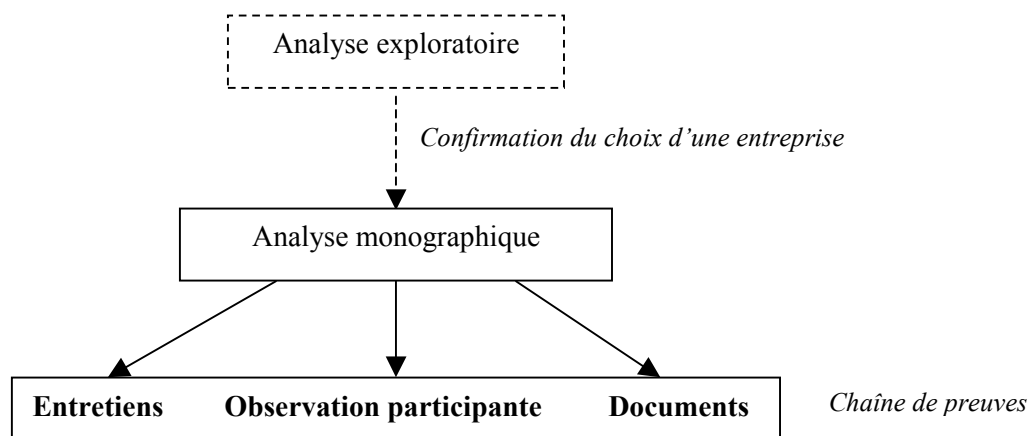 Analyse exploratoire
Confirmation du choix d’une entreprise
Analyse monographique
Entretiens Observation participante Documents
Chaîne de preuves